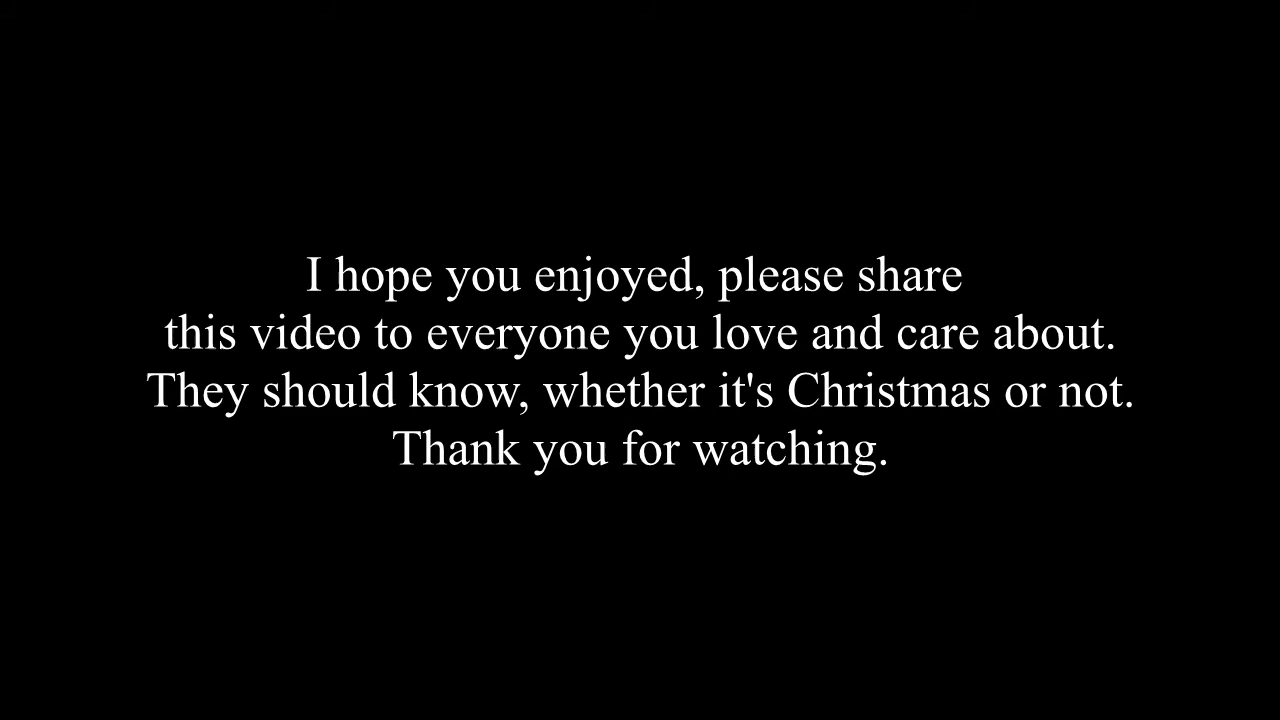 I hope you enjoyed, please share
this video to everyone you love and care about.
They should know, whether it's Christmas or not.
Thank you for watching.